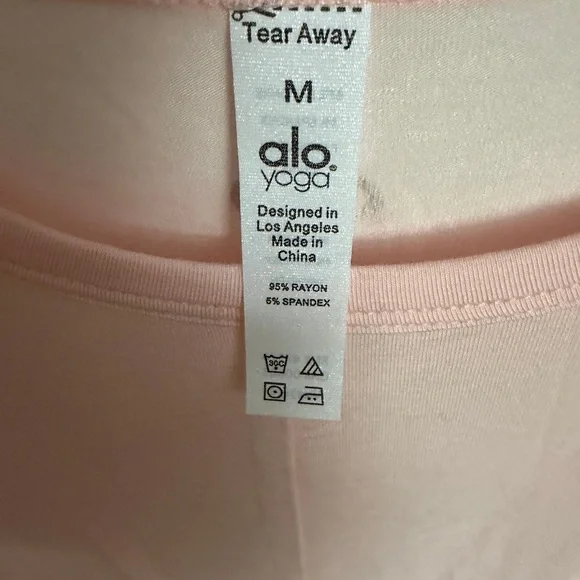 Tear Away
M
alo
yoga
Designed in
Los Angeles
Made in
China
95% RAYON
5% SPANDEX
30C